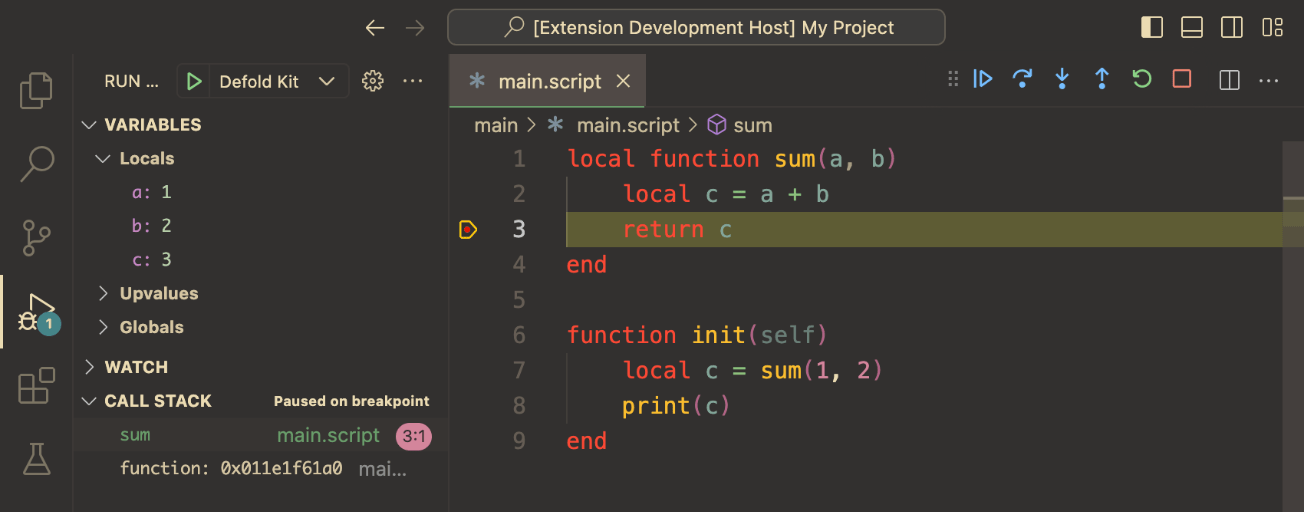 [Extension Development Host] My Project
RUN ... Defold Kit
main.script
VARIABLES
Locals
a: 1
b: 2
c: 3
Upvalues
Globals
WATCH
CALL STACK Paused on breakpoint
sum main.script 3:1
function: 0x011e1f61a0 mai...
1
main > main.script > sum
1 local function sum(a, b)
2 local c = a + b
3 return c
4 end
5
6 function init(self)
7 local c = sum(1, 2)
8 print(c)
9 end